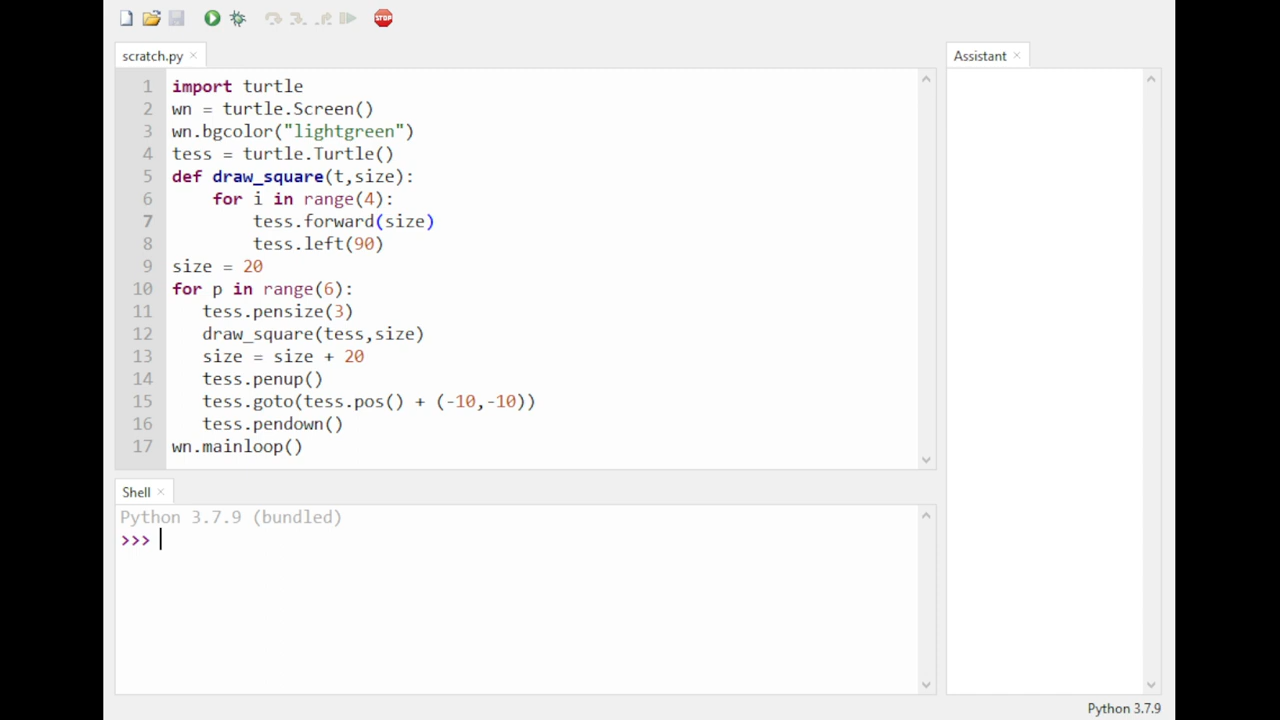 STOP
scratch.py ×
Assistant ×
1 import turtle
2 wn = turtle.Screen()
3 wn.bgcolor("lightgreen")
4 tess = turtle.Turtle()
5 def draw_square(t,size):
6     for i in range(4):
7         tess.forward(size)
8         tess.left(90)
9 size = 20
10 for p in range(6):
11    tess.pensize(3)
12    draw_square(tess,size)
13    size = size + 20
14    tess.penup()
15    tess.goto(tess.pos() + (-10,-10))
16    tess.pendown()
17 wn.mainloop()
Shell ×
Python 3.7.9 (bundled)
>>>
Python 3.7.9